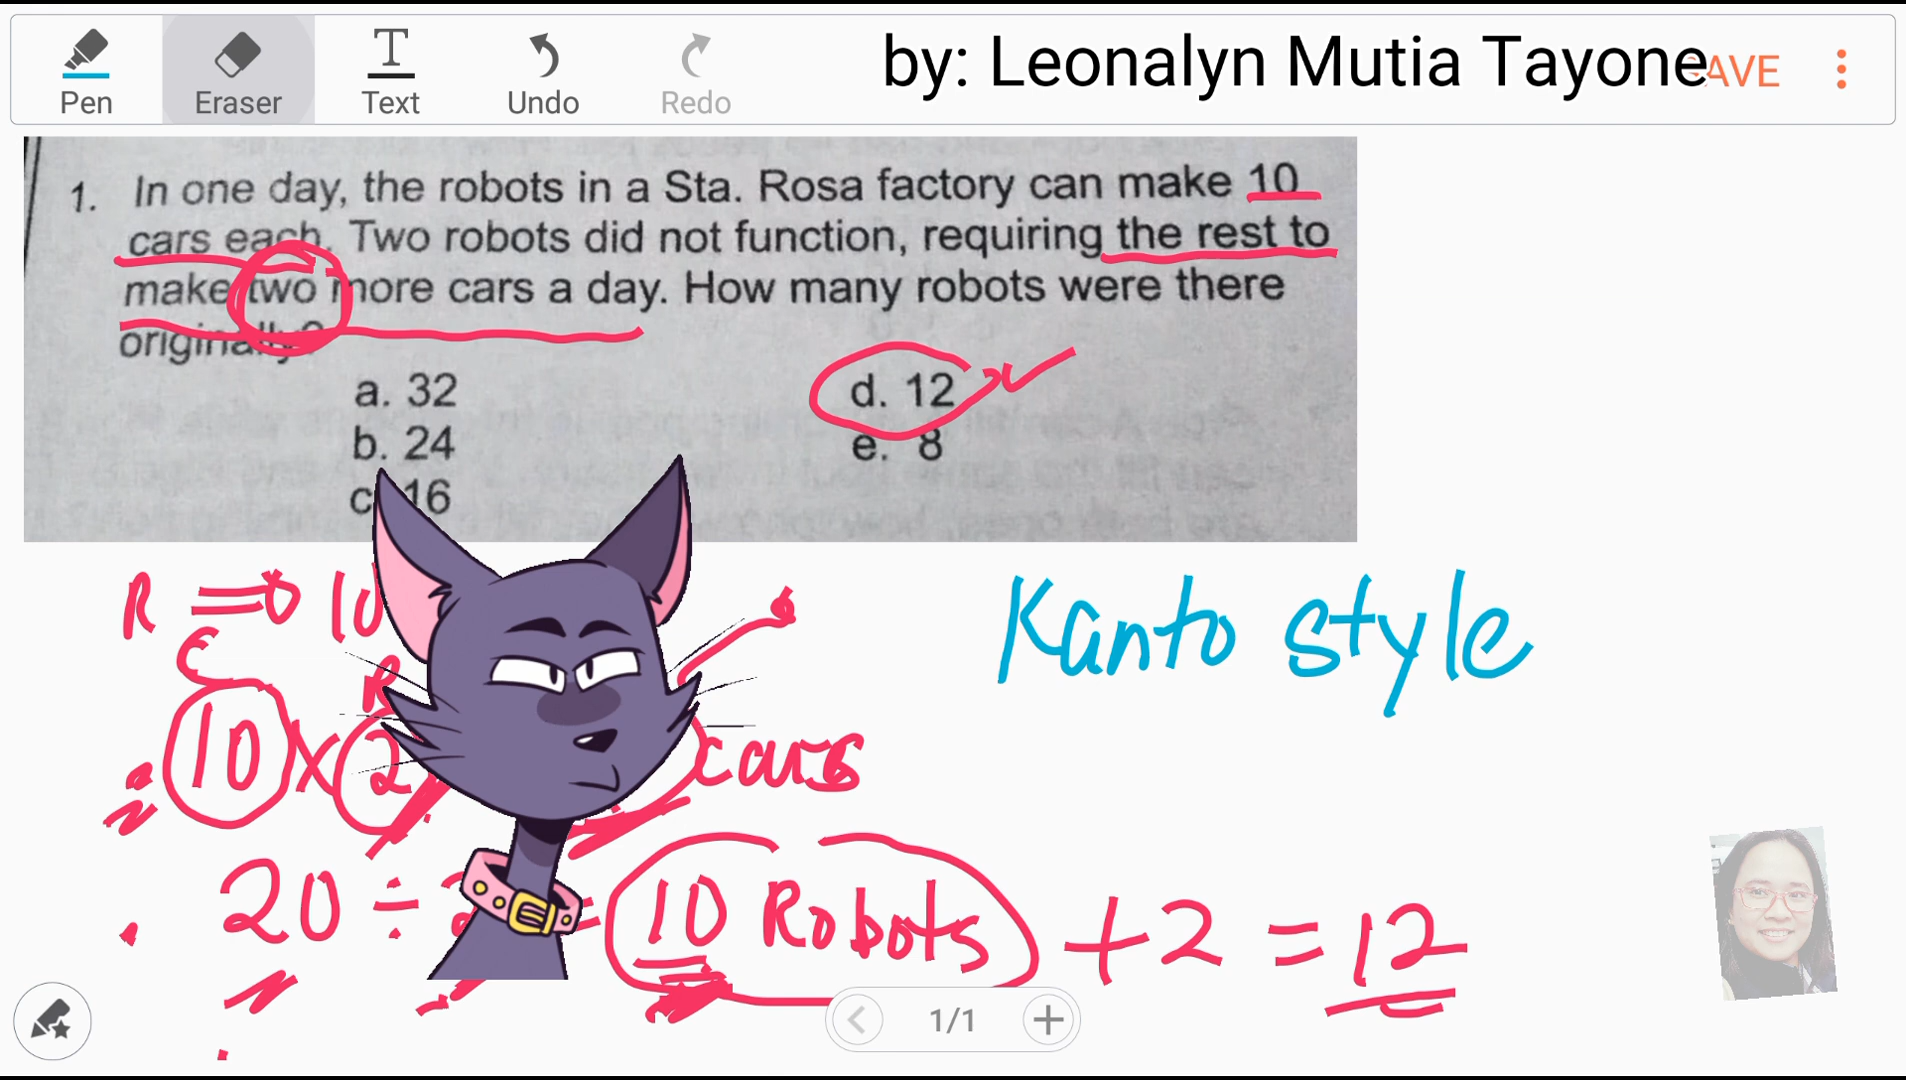 Pen
Eraser
Text
Undo
Redo
by: Leonalyn Mutia Tayone
1. In one day, the robots in a Sta. Rosa factory can make 10
cars each. Two robots did not function, requiring the rest to
make two more cars a day. How many robots were there
originally?
a. 32
b. 24
c. 16
d. 12
e. 8
R 10
C
R
10 x 2 cars
20 ÷ = 10 Robots + 2 = 12
Kanto style
1/1